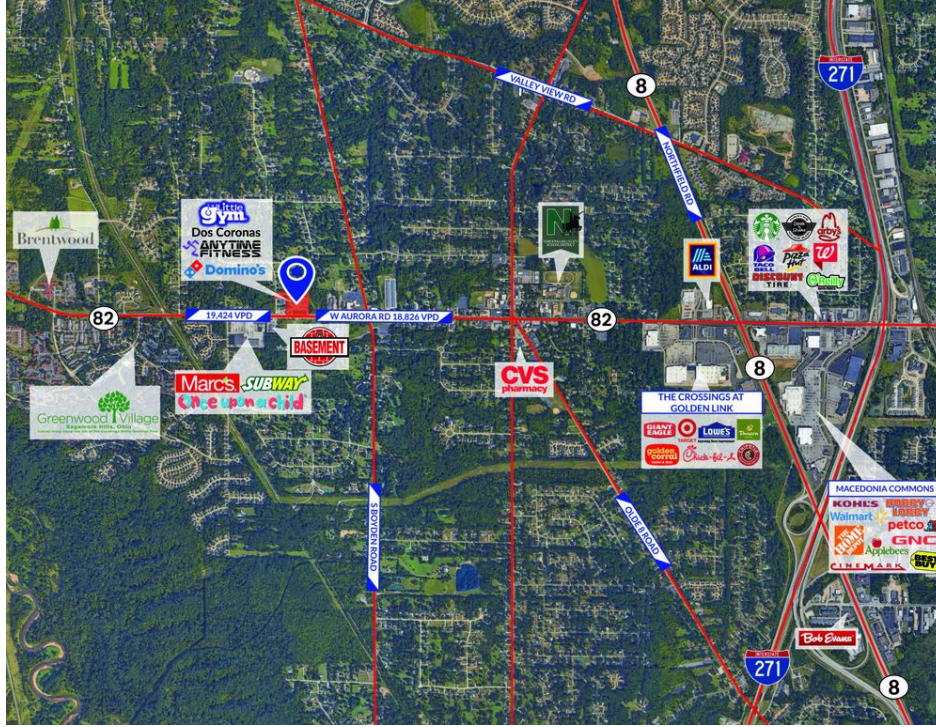 INTERSTATE
271
8
VALLEY VIEW RD
NORTHFIELD RD
Brentwood
the little gym
Dos Coronas
ANYTIME FITNESS
Domino's
N
ALDI
arby's
TACO BELL
Pizza Hut
W
DISCOUNT TIRE
O'Reilly
82
19,424 VPD
W AURORA RD 18,826 VPD
82
BASEMENT
8
Marc's
SUBWAY
Once upon a child
CVS
pharmacy
Greenwood Village
Sagamore Hills, Ohio
THE CROSSINGS AT
GOLDEN LINK
GIANT EAGLE
TARGET
LOWE'S
Panera
golden corral
Chick-fil-A
S BOYDEN ROAD
OLDE 8 ROAD
MACEDONIA COMMONS
KOHL'S
HOBBY LOBBY
Walmart
petco
THE HOME DEPOT
Applebee's
GNC
CINEMARK
BEST BUY
Bob Evans
INTERSTATE
271
8